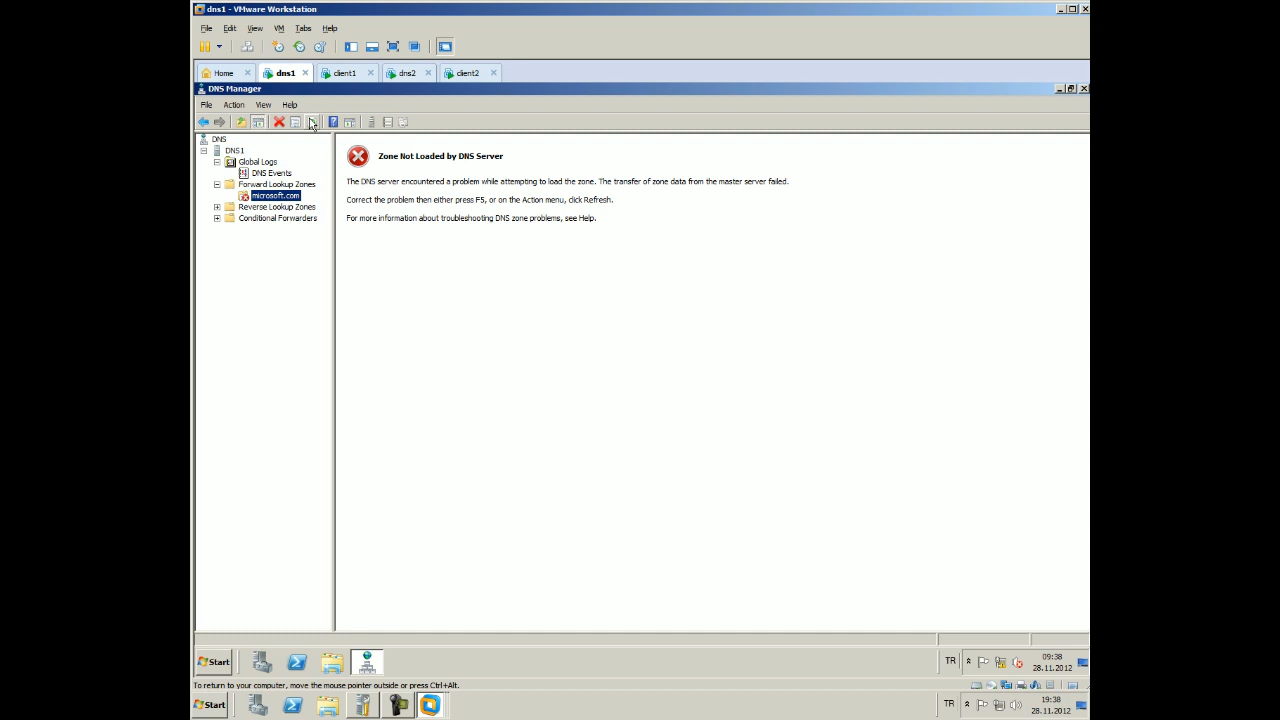 dns1 - VMware Workstation
File Edit View VM Tabs Help
Home dns1 client1 dns2 client2
DNS Manager
File Action View Help
DNS
DNS1
Global Logs
DNS Events
Forward Lookup Zones
microsoft.com
Reverse Lookup Zones
Conditional Forwarders
Zone Not Loaded by DNS Server
The DNS server encountered a problem while attempting to load the zone. The transfer of zone data from the master server failed.
Correct the problem then either press F5, or on the Action menu, click Refresh.
For more information about troubleshooting DNS zone problems, see Help.
Start TR 09:38
28.11.2012
To return to your computer, move the mouse pointer outside or press Ctrl+Alt.
Start TR 19:38
28.11.2012